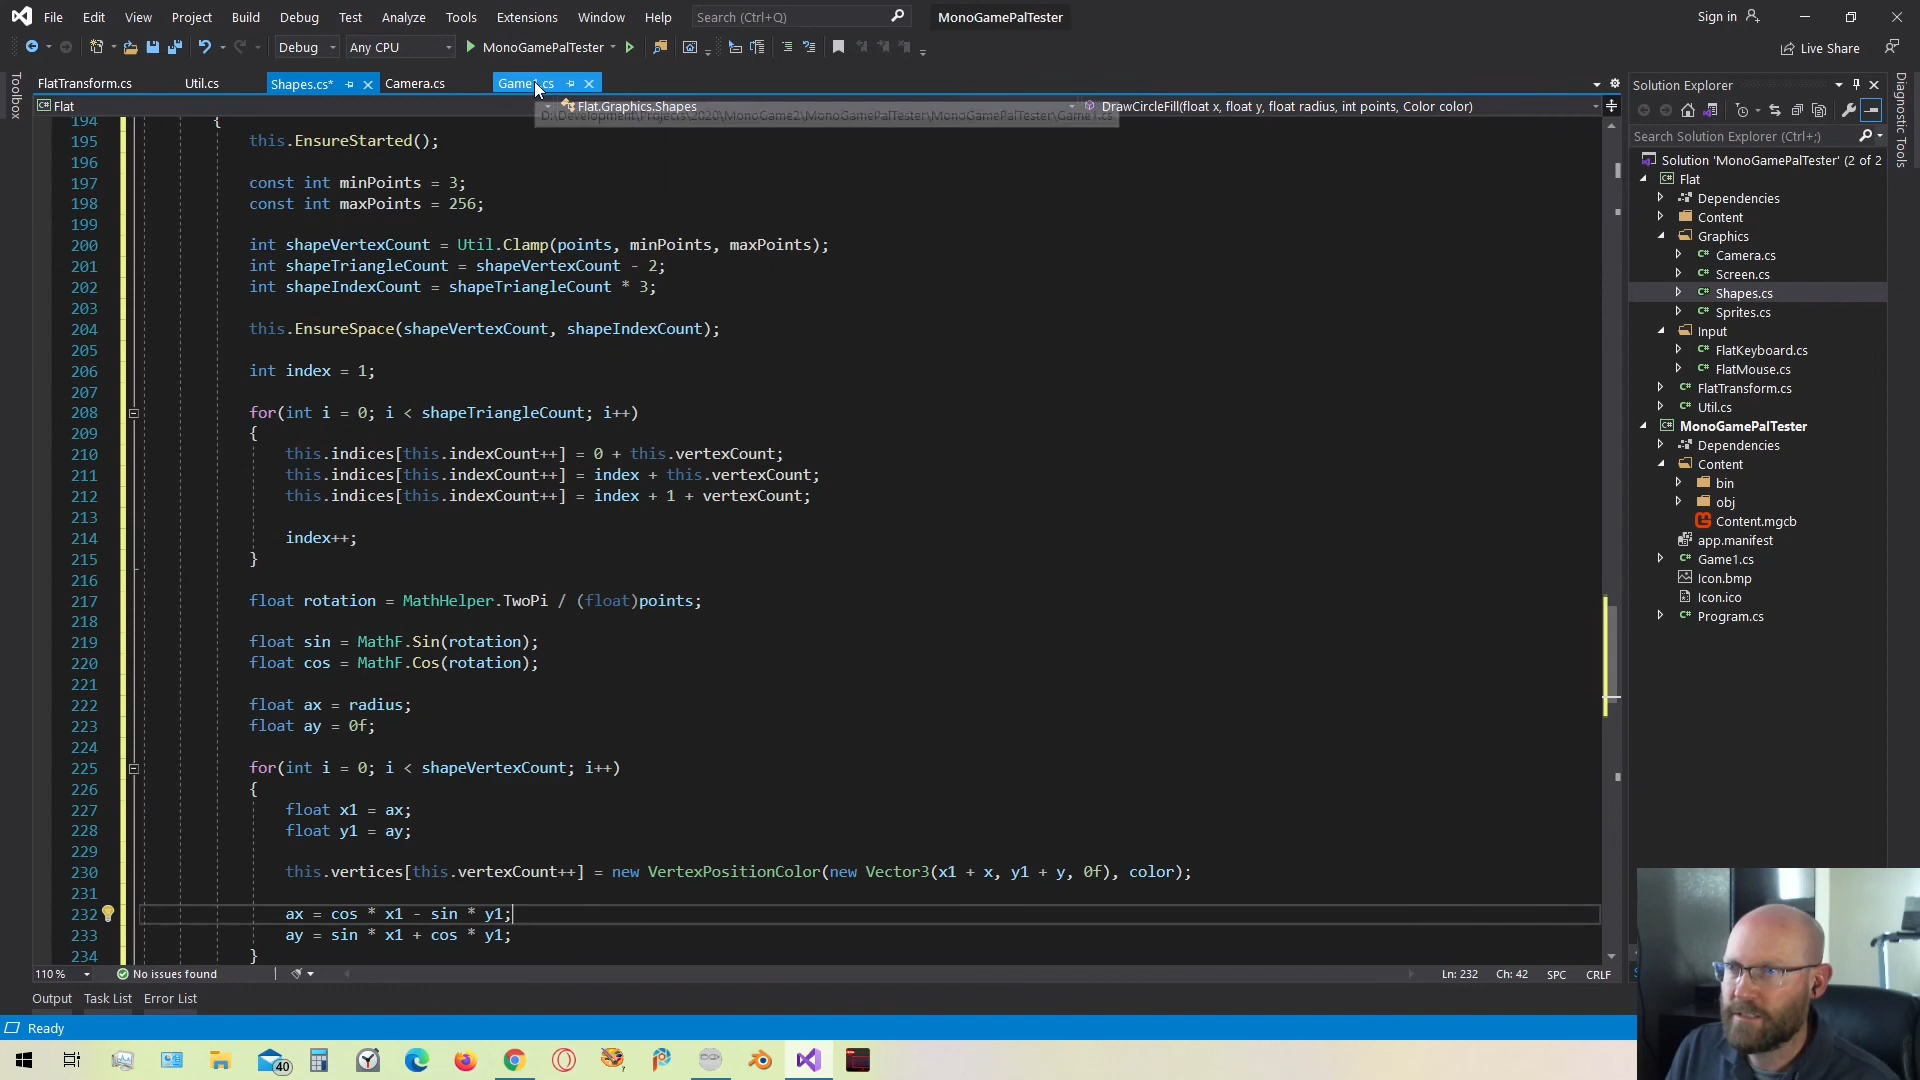 File Edit View Project Build Debug Test Analyze Tools Extensions Window Help Search (Ctrl+Q) MonoGamePalTester Sign in
Debug Any CPU MonoGamePalTester Live Share
FlatTransform.cs Util.cs Shapes.cs* Camera.cs Game1.cs
Flat Flat.Graphics.Shapes DrawCircleFill(float x, float y, float radius, int points, Color color)
D:\Development\Projects\2020\MonoGame2\MonoGamePalTester\MonoGamePalTester\Game1.cs
Toolbox
194 {
195 this.EnsureStarted();
196
197 const int minPoints = 3;
198 const int maxPoints = 256;
199
200 int shapeVertexCount = Util.Clamp(points, minPoints, maxPoints);
201 int shapeTriangleCount = shapeVertexCount - 2;
202 int shapeIndexCount = shapeTriangleCount * 3;
203
204 this.EnsureSpace(shapeVertexCount, shapeIndexCount);
205
206 int index = 1;
207
208 for(int i = 0; i < shapeTriangleCount; i++)
209 {
210 this.indices[this.indexCount++] = 0 + this.vertexCount;
211 this.indices[this.indexCount++] = index + this.vertexCount;
212 this.indices[this.indexCount++] = index + 1 + vertexCount;
213
214 index++;
215 }
216
217 float rotation = MathHelper.TwoPi / (float)points;
218
219 float sin = MathF.Sin(rotation);
220 float cos = MathF.Cos(rotation);
221
222 float ax = radius;
223 float ay = 0f;
224
225 for(int i = 0; i < shapeVertexCount; i++)
226 {
227 float x1 = ax;
228 float y1 = ay;
229
230 this.vertices[this.vertexCount++] = new VertexPositionColor(new Vector3(x1 + x, y1 + y, 0f), color);
231
232 ax = cos * x1 - sin * y1;
233 ay = sin * x1 + cos * y1;
234 }
110 % No issues found Ln: 232 Ch: 42 SPC CRLF
Output Task List Error List
Ready
40
Solution Explorer
Search Solution Explorer (Ctrl+;)
Solution 'MonoGamePalTester' (2 of 2
Flat
Dependencies
Content
Graphics
Camera.cs
Screen.cs
Shapes.cs
Sprites.cs
Input
FlatKeyboard.cs
FlatMouse.cs
FlatTransform.cs
Util.cs
MonoGamePalTester
Dependencies
Content
bin
obj
Content.mgcb
app.manifest
Game1.cs
Icon.bmp
Icon.ico
Program.cs
Diagnostic Tools